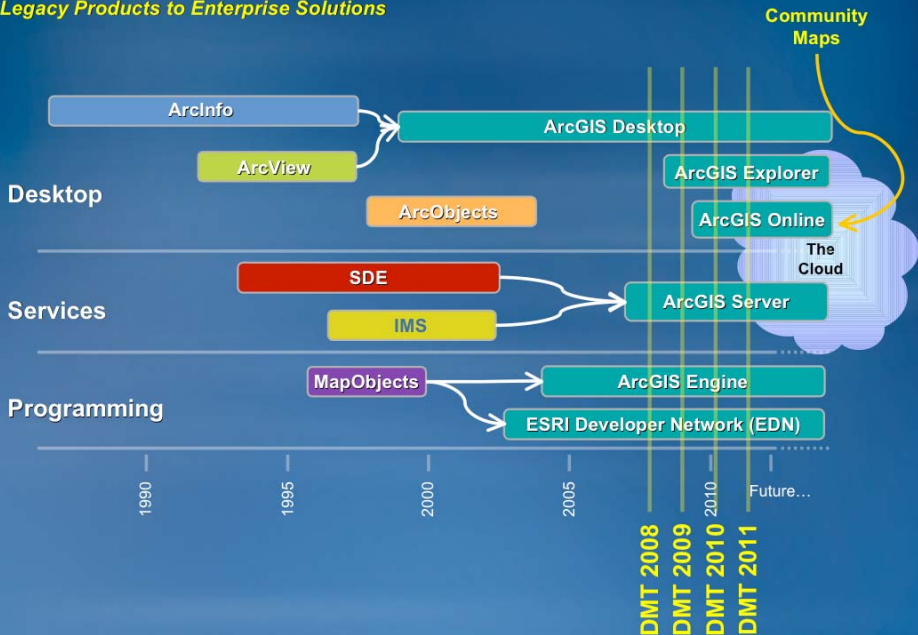 Legacy Products to Enterprise Solutions
Community
Maps
ArcInfo
ArcGIS Desktop
ArcView
ArcGIS Explorer
Desktop
ArcObjects
ArcGIS Online
The
Cloud
SDE
ArcGIS Server
Services
IMS
MapObjects
ArcGIS Engine
Programming
ESRI Developer Network (EDN)
1990
1995
2000
2005
2010
Future…
DMT 2008
DMT 2009
DMT 2010
DMT 2011